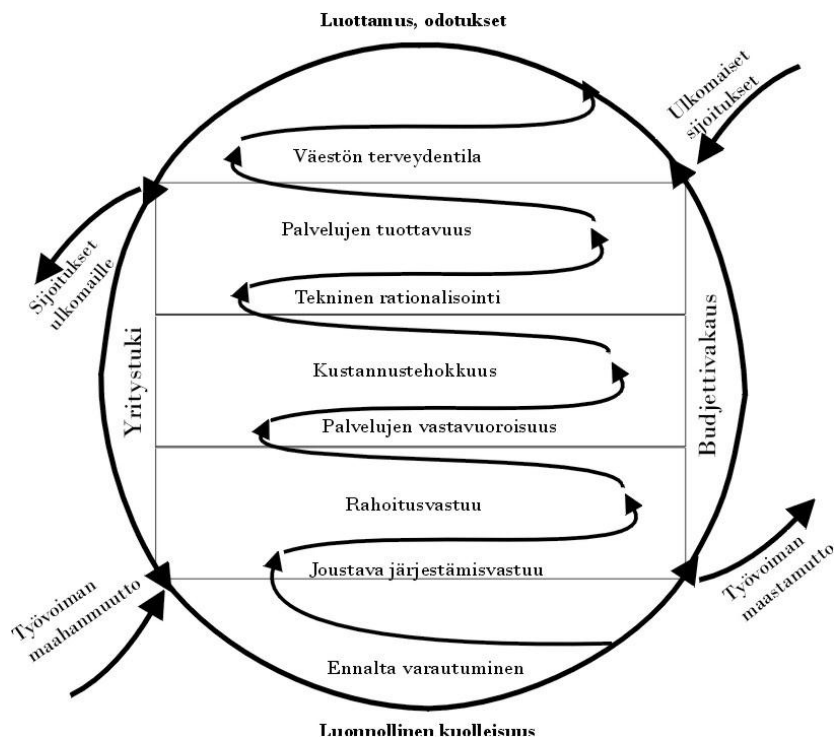 Luottamus, odotukset
Ulkomaiset
sijoitukset
Väestön terveydentila
Palvelujen tuottavuus
Sijoitukset
ulkomaille
Tekninen rationalisointi
Yritystuki
Kustannustehokkuus
Budjettivakaus
Palvelujen vastavuoroisuus
Rahoitusvastuu
Joustava järjestämisvastuu
Työvoiman
maahanmuutto
Työvoiman
maastamutto
Ennalta varautuminen
Luonnollinen kuolleisuus